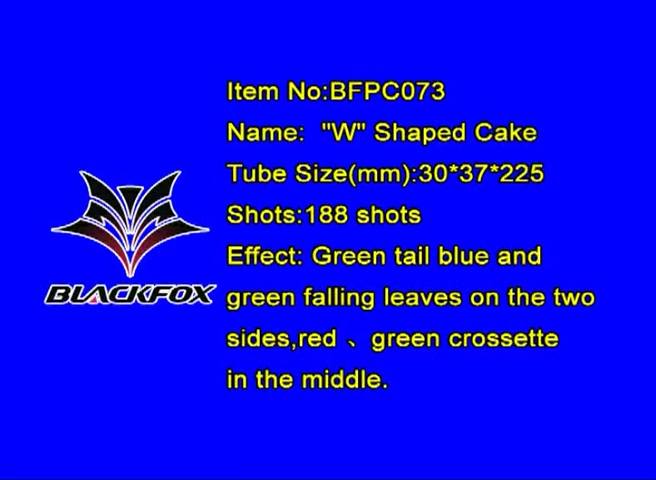 Item No:BFPC073
Name: "W" Shaped Cake
Tube Size(mm):30*37*225
Shots:188 shots
Effect: Green tail blue and
green falling leaves on the two
sides,red 、green crossette
in the middle.
BLACKFOX